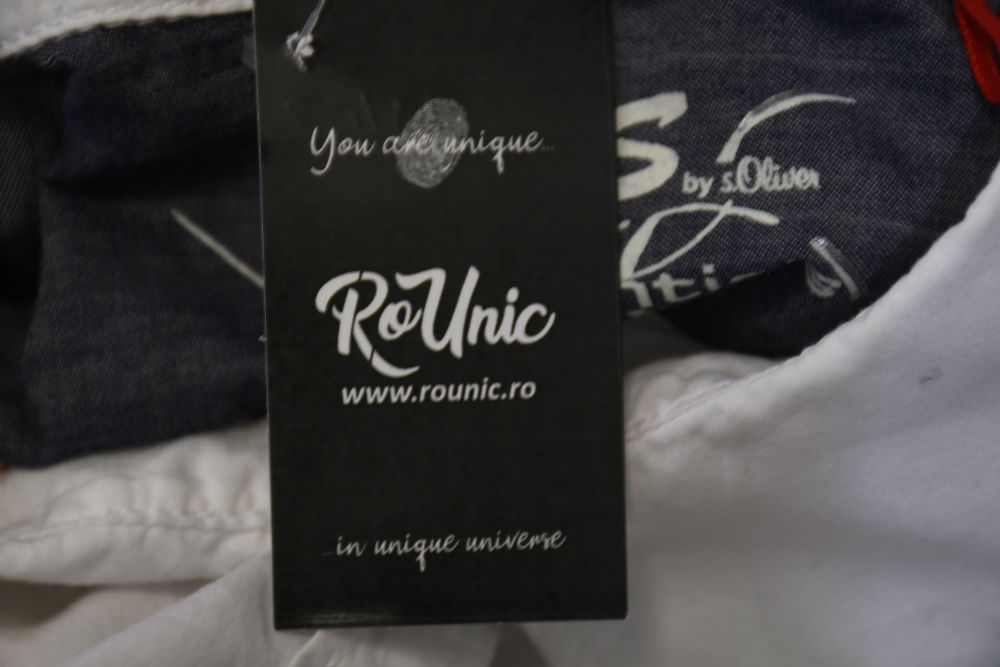 You are unique...
S
by s.Oliver
RoUnic
www.rounic.ro
...in unique universe